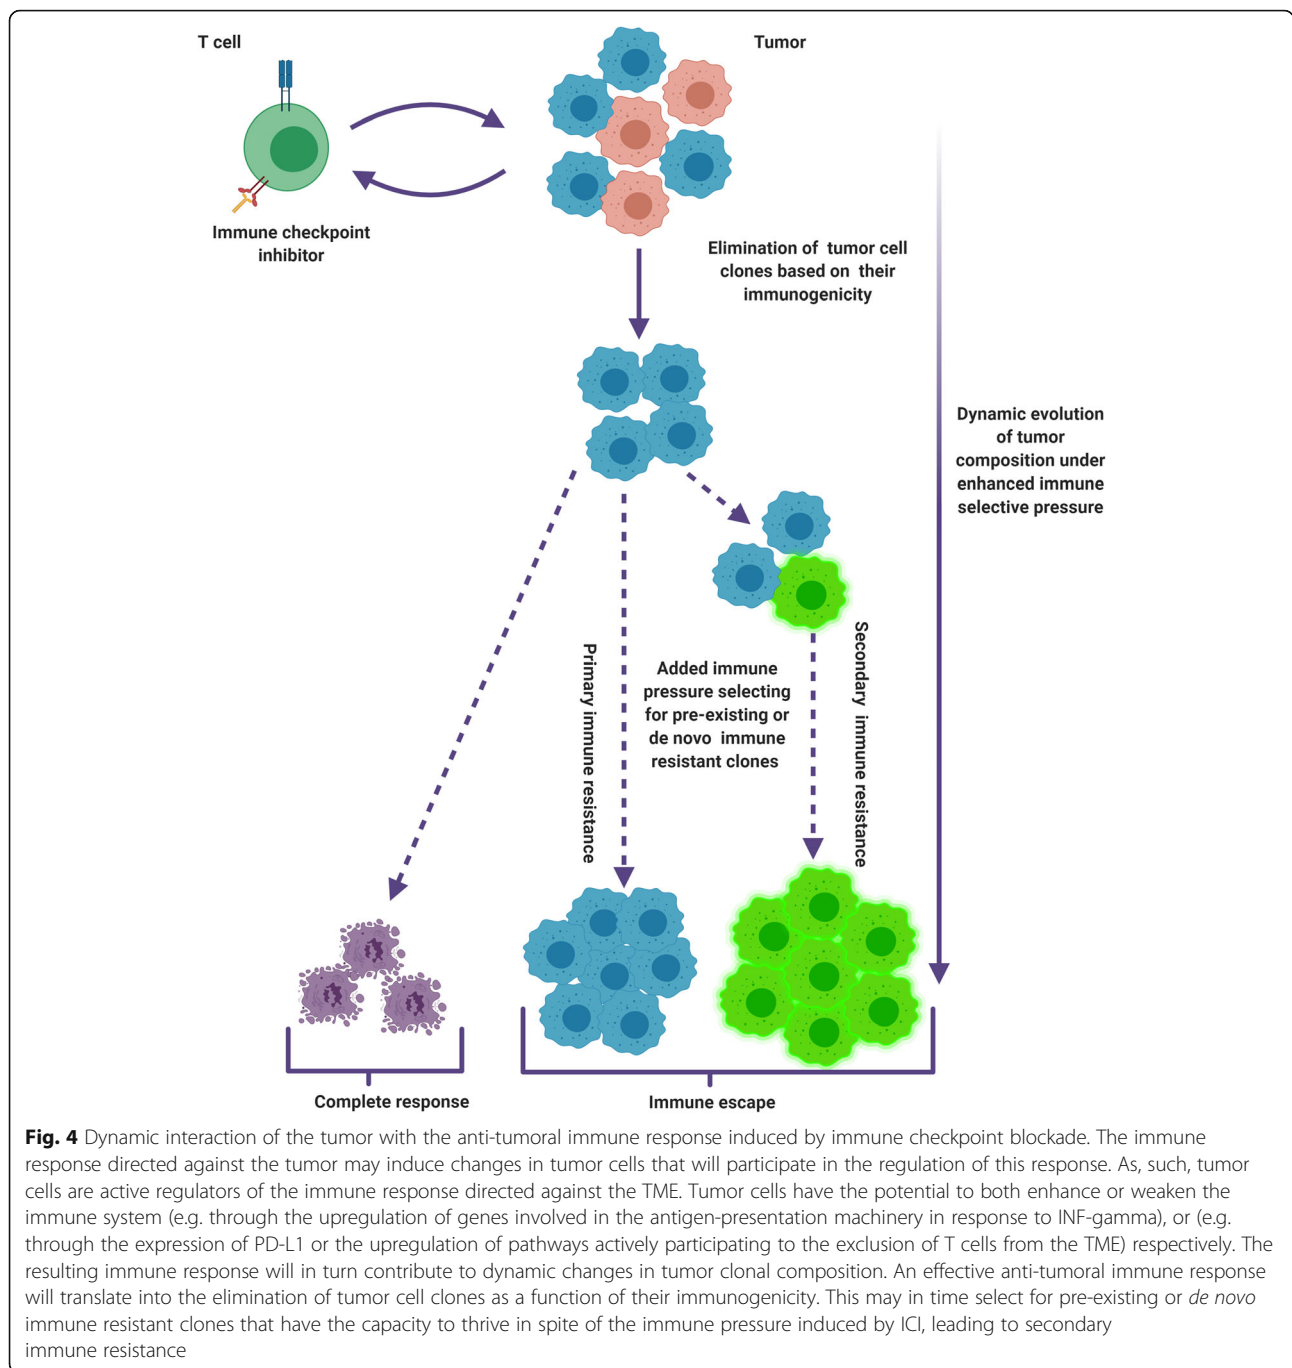 T cell
Tumor
Immune checkpoint
inhibitor
Elimination of tumor cell
clones based on their
immunogenicity
Dynamic evolution
of tumor
composition under
enhanced immune
selective pressure
Primary immune resistance
Added immune
pressure selecting
for pre-existing or
de novo immune
resistant clones
Secondary immune resistance
Complete response
Immune escape
Fig. 4 Dynamic interaction of the tumor with the anti-tumoral immune response induced by immune checkpoint blockade. The immune
response directed against the tumor may induce changes in tumor cells that will participate in the regulation of this response. As, such, tumor
cells are active regulators of the immune response directed against the TME. Tumor cells have the potential to both enhance or weaken the
immune system (e.g. through the upregulation of genes involved in the antigen-presentation machinery in response to INF-gamma), or (e.g.
through the expression of PD-L1 or the upregulation of pathways actively participating to the exclusion of T cells from the TME) respectively. The
resulting immune response will in turn contribute to dynamic changes in tumor clonal composition. An effective anti-tumoral immune response
will translate into the elimination of tumor cell clones as a function of their immunogenicity. This may in time select for pre-existing or de novo
immune resistant clones that have the capacity to thrive in spite of the immune pressure induced by ICI, leading to secondary
immune resistance